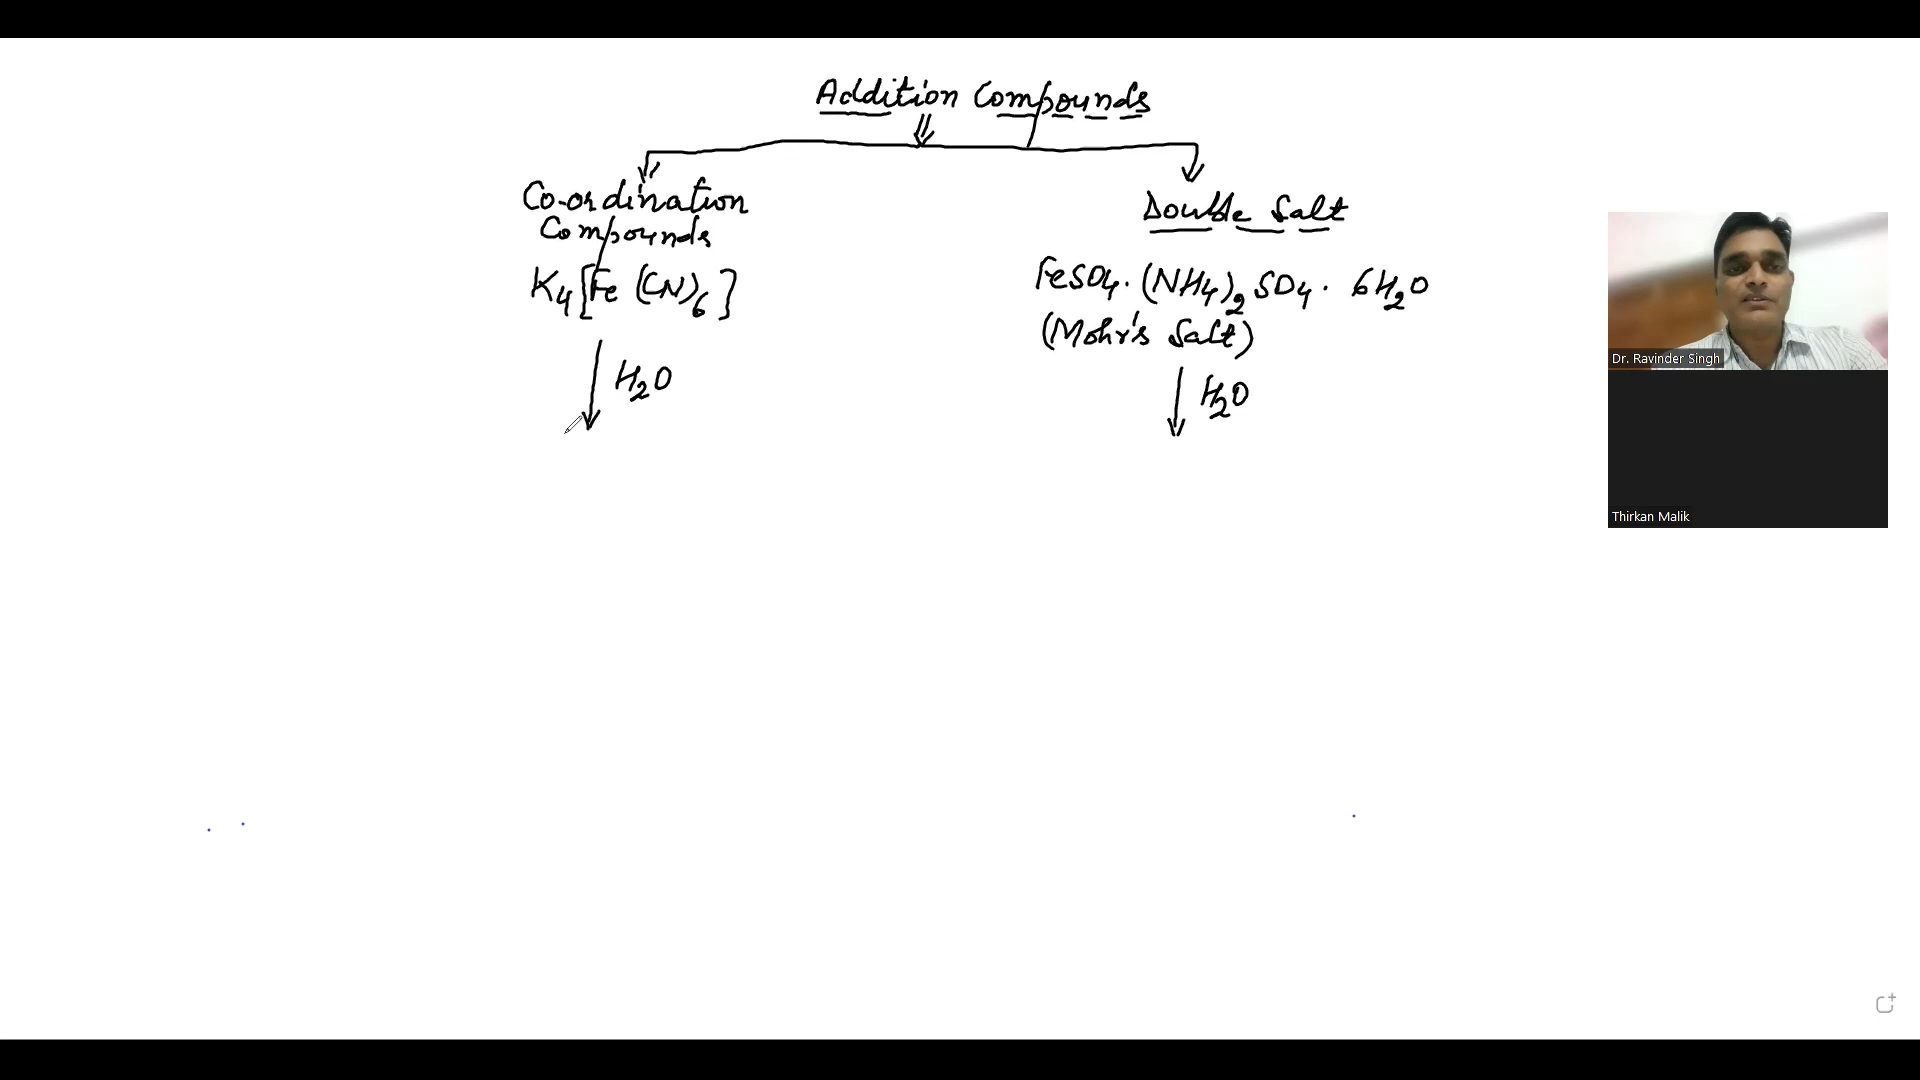 Addition Compounds
Co-ordination
Compounds
Double Salt
K4[Fe(CN)6]
FeSO4.(NH4)2SO4. 6H2O
(Mohr's Salt)
H2O
H2O
Dr. Ravinder Singh
Thirkan Malik